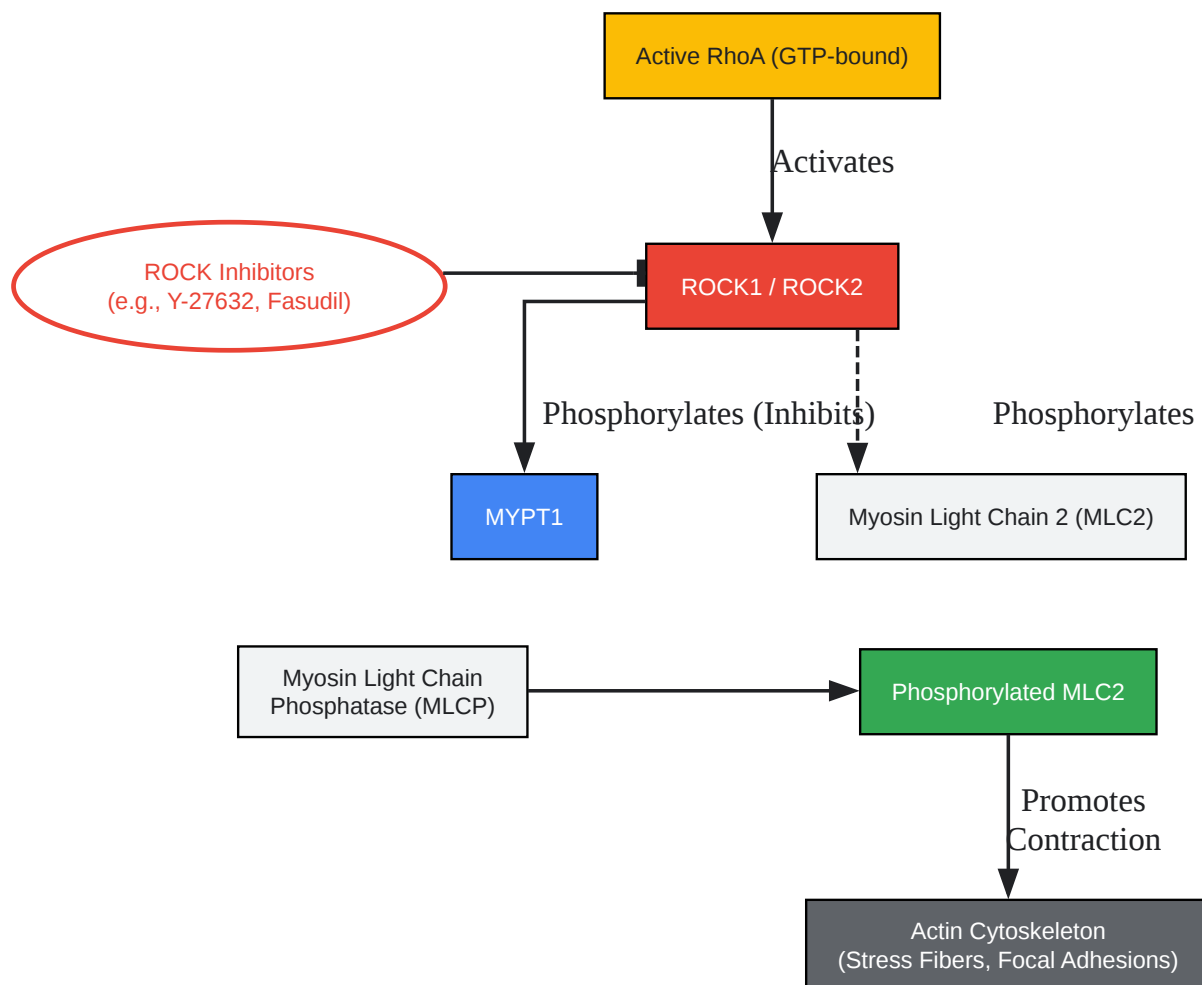 Active RhoA (GTP-bound)
Activates
ROCK Inhibitors
(e.g., Y-27632, Fasudil)
ROCK1 / ROCK2
Phosphorylates (Inhibits)
Phosphorylates
MYPT1
Myosin Light Chain 2 (MLC2)
Myosin Light Chain
Phosphatase (MLCP)
Phosphorylated MLC2
Promotes
Contraction
Actin Cytoskeleton
(Stress Fibers, Focal Adhesions)